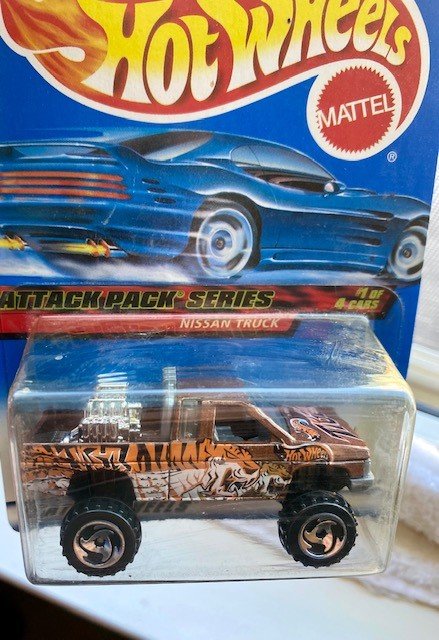 HOT WHEELS
MATTEL
®
ATTACK PACK® SERIES
#1 OF
4 CARS
NISSAN TRUCK
HOT WHEELS